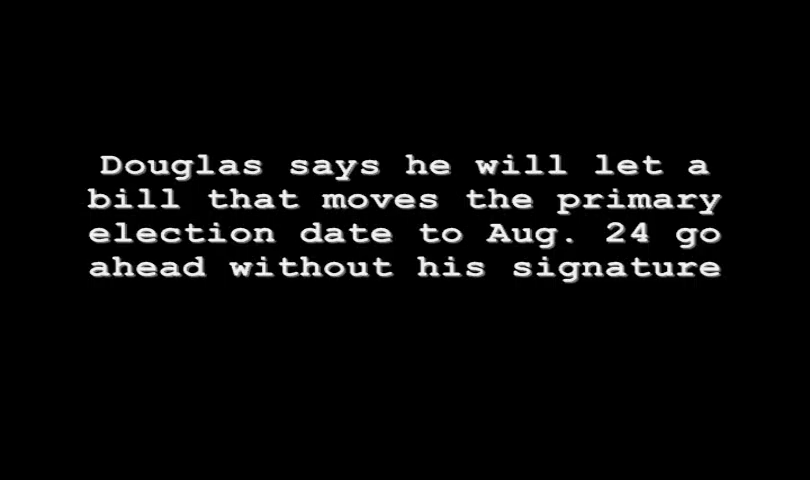 Douglas says he will let a
bill that moves the primary
election date to Aug. 24 go
ahead without his signature